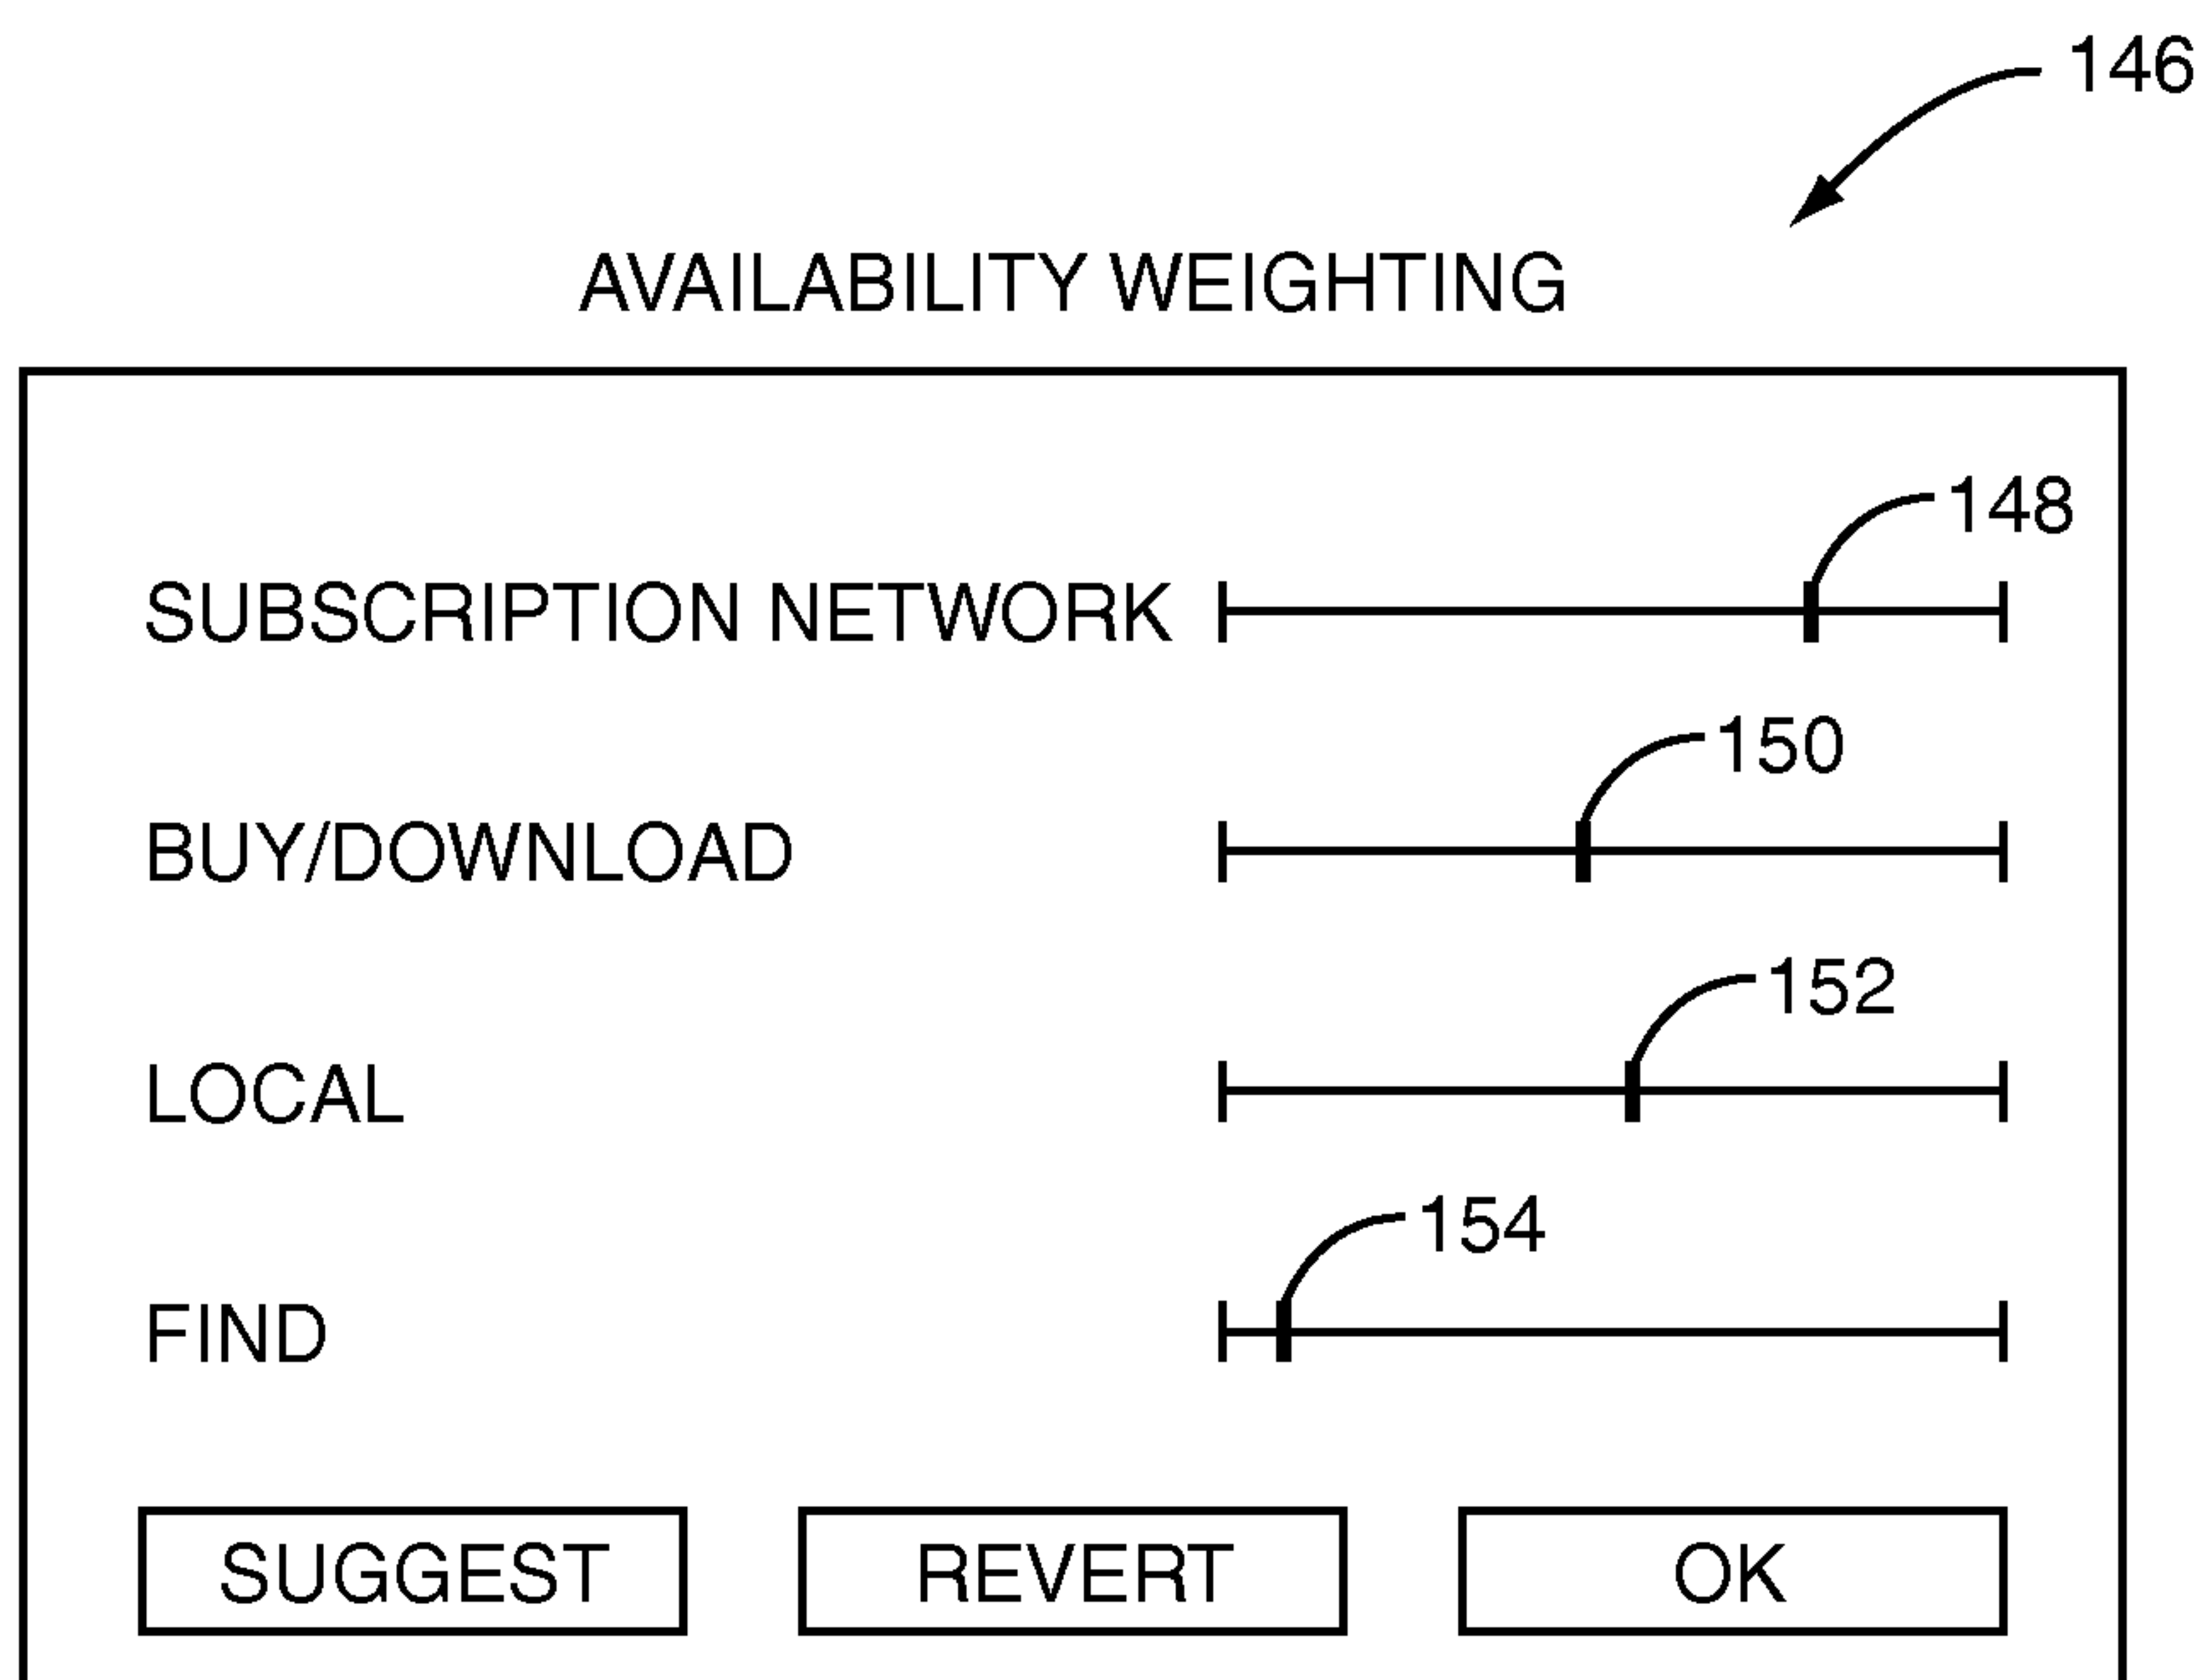 146
AVAILABILITY WEIGHTING
148
SUBSCRIPTION NETWORK
150
BUY/DOWNLOAD
152
LOCAL
154
FIND
SUGGEST REVERT OK